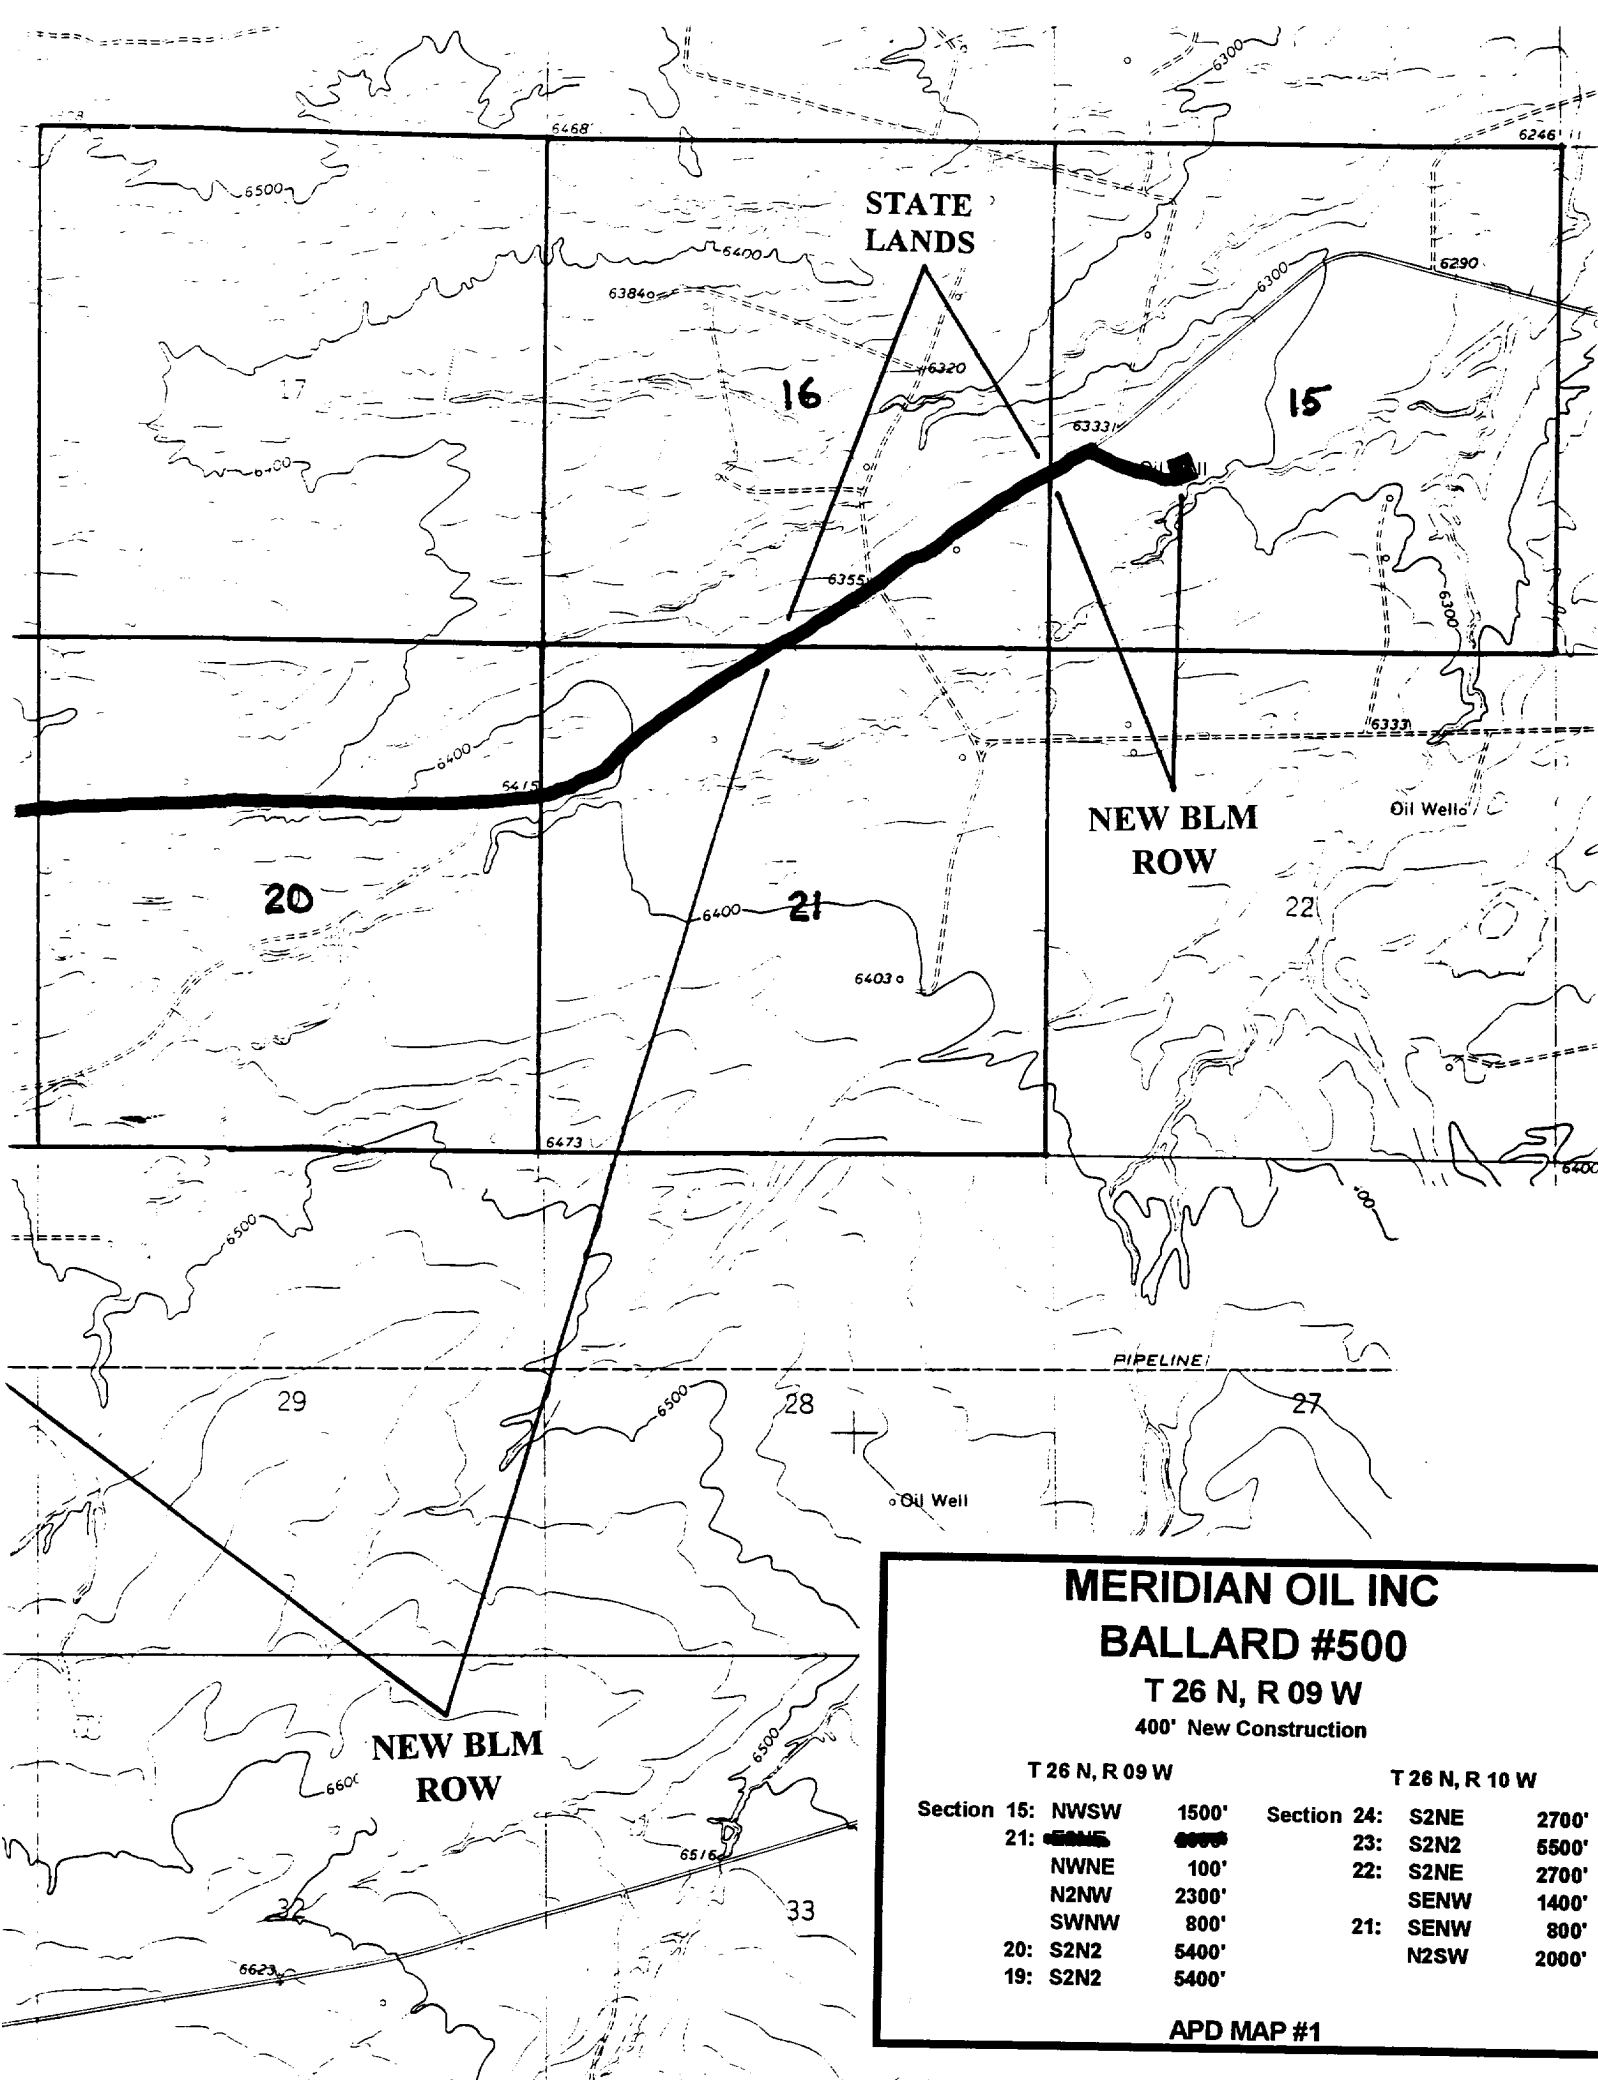 6300
6468
6246
6500
STATE
LANDS
6400
6384
6300
6290
17
6320
16
15
6333
6400
6355
6300
6400
6415
6333
NEW BLM
ROW
Oil Well
20
6400
21
22
6403
6473
6400
6500
PIPELINE
29
6500
28
27
Oil Well
NEW BLM
ROW
6500
6516
32
33
6623
MERIDIAN OIL INC
BALLARD #500
T 26 N, R 09 W
400' New Construction
T 26 N, R 09 W T 26 N, R 10 W
Section 15: NWSW 1500' Section 24: S2NE 2700'
21: 23: S2N2 5500'
NWNE 100' 22: S2NE 2700'
N2NW 2300' SENW 1400'
SWNW 800' 21: SENW 800'
20: S2N2 5400' N2SW 2000'
19: S2N2 5400'
APD MAP #1